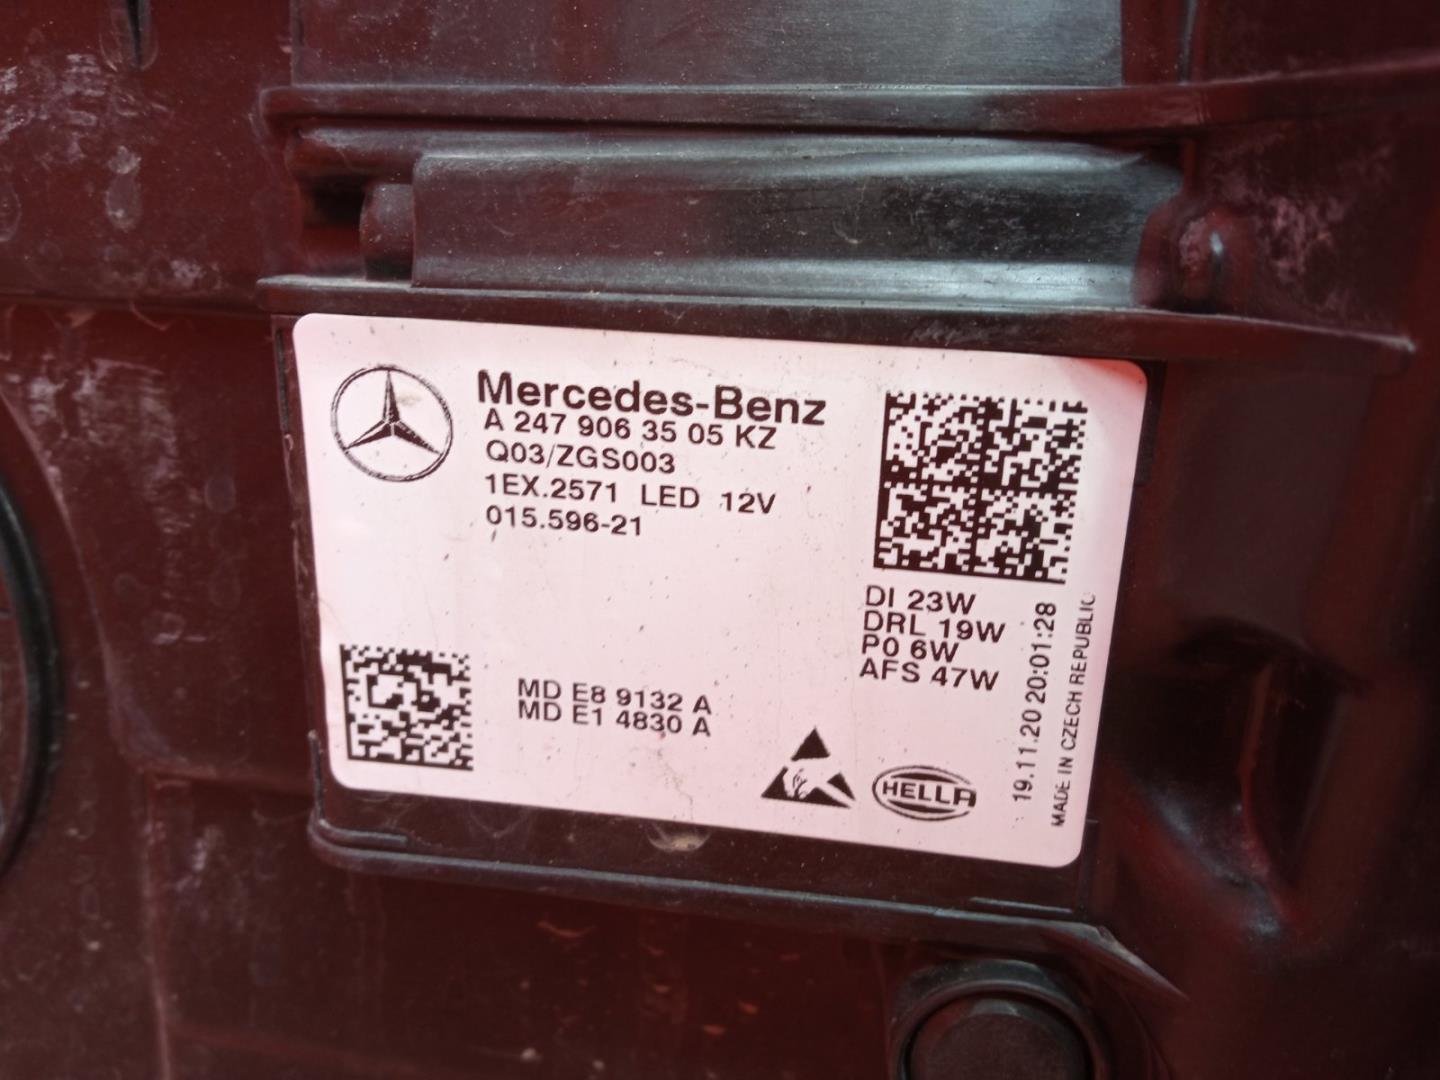 Mercedes-Benz
A 247 906 35 05 KZ
Q03/ZGS003
1EX.2571 LED 12V
015.596-21
DI 23W
DRL 19W
P0 6W
AFS 47W
MD E8 9132 A
MD E1 4830 A
HELLA
19.11.20 20:01:28
MADE IN CZECH REPUBLIC